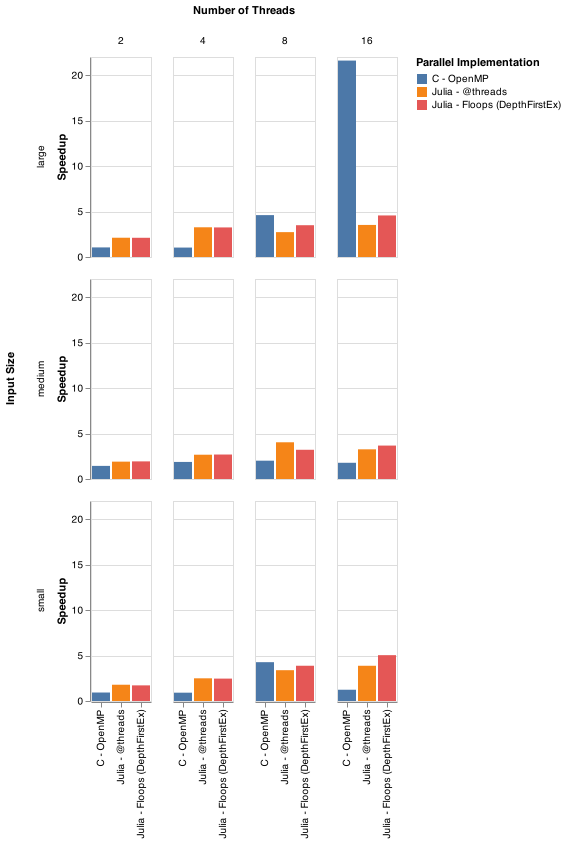 Number of Threads
2 4 8 16
Parallel Implementation
C - OpenMP
Julia - @threads
Julia - Floops (DepthFirstEx)
Input Size
large
Speedup
20
15
10
5
0
medium
Speedup
20
15
10
5
0
small
Speedup
20
15
10
5
0
C - OpenMP
Julia - @threads
Julia - Floops (DepthFirstEx)
C - OpenMP
Julia - @threads
Julia - Floops (DepthFirstEx)
C - OpenMP
Julia - @threads
Julia - Floops (DepthFirstEx)
C - OpenMP
Julia - @threads
Julia - Floops (DepthFirstEx)